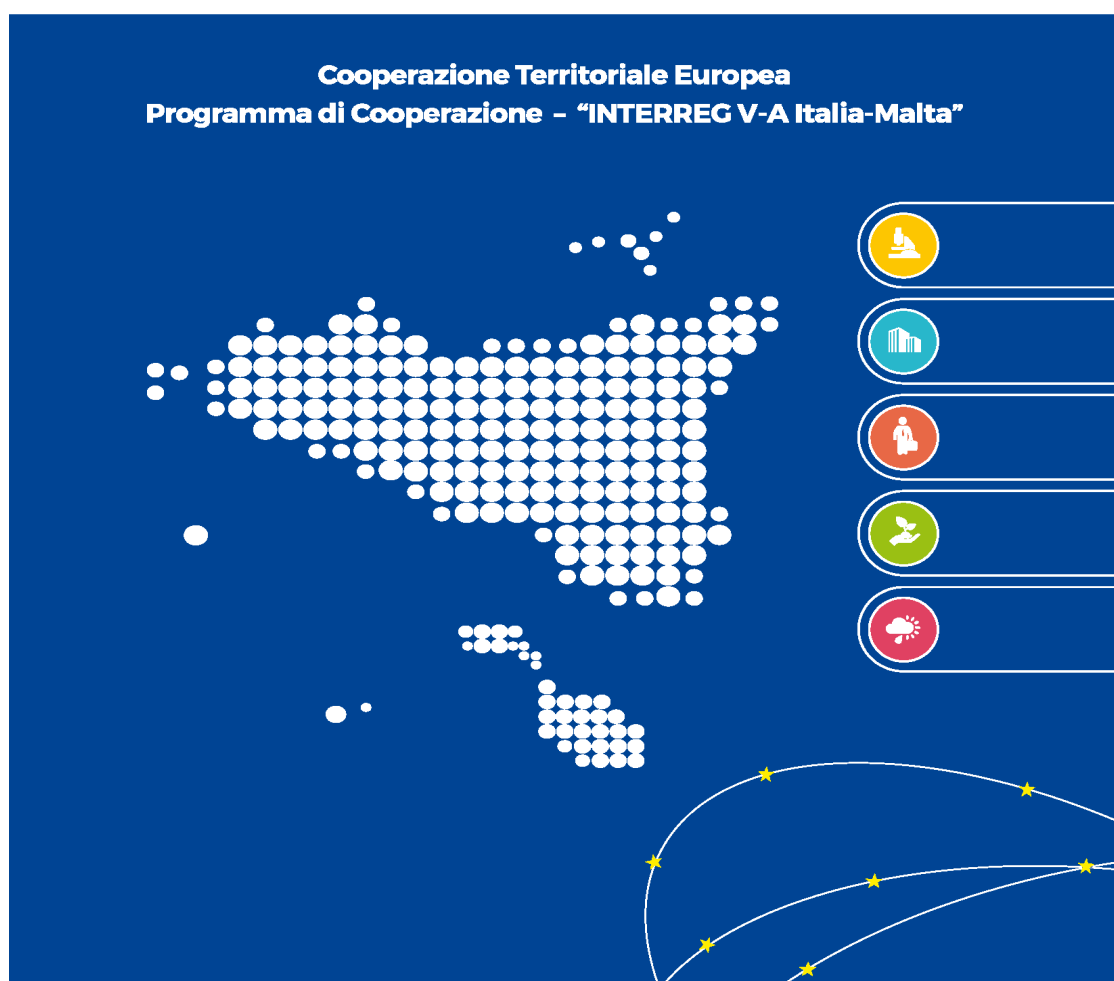 Cooperazione Territoriale Europea
Programma di Cooperazione – “INTERREG V-A Italia-Malta”